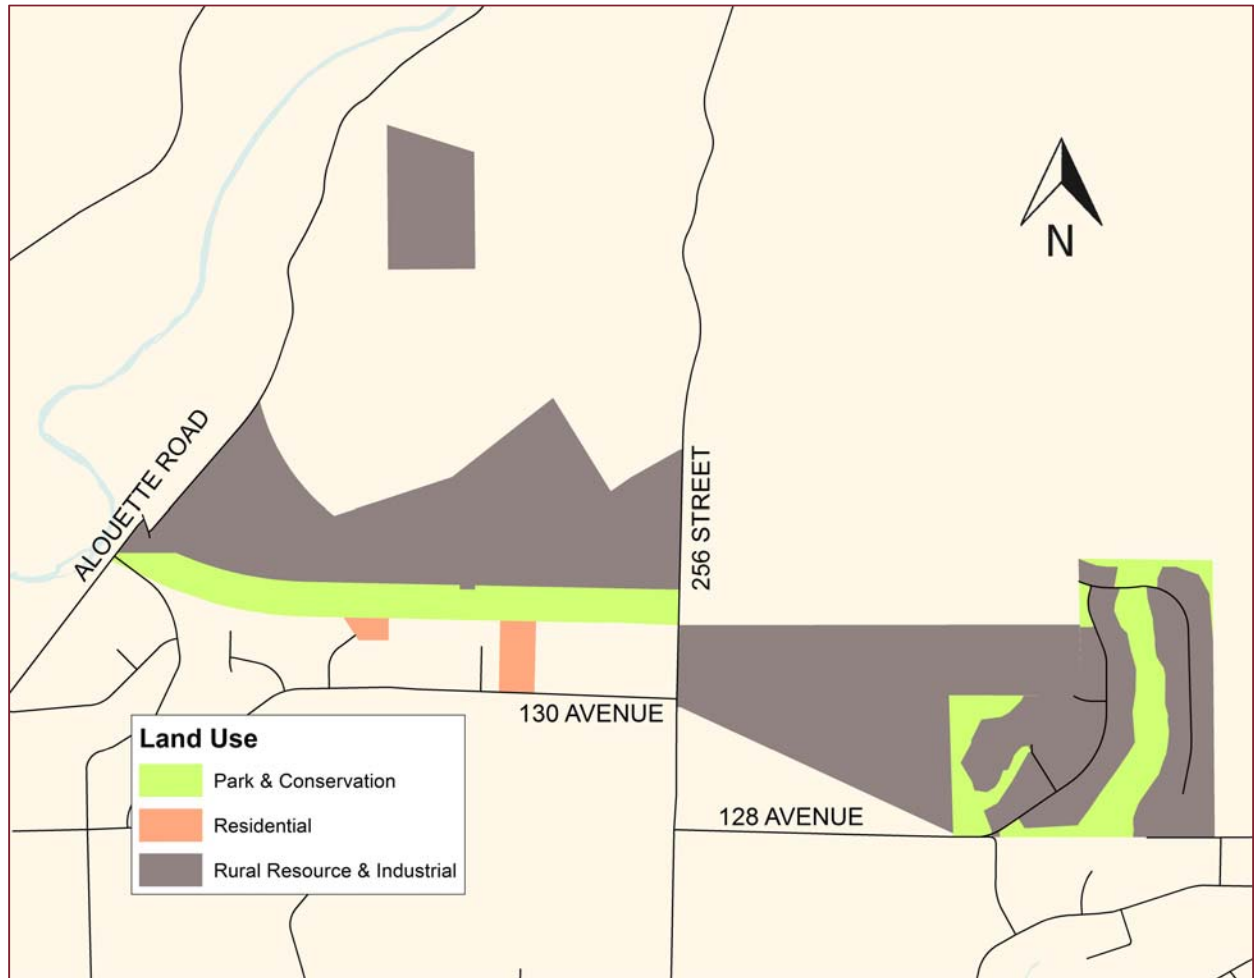 N
ALOUETTE ROAD
256 STREET
130 AVENUE
128 AVENUE
Land Use
Park & Conservation
Residential
Rural Resource & Industrial